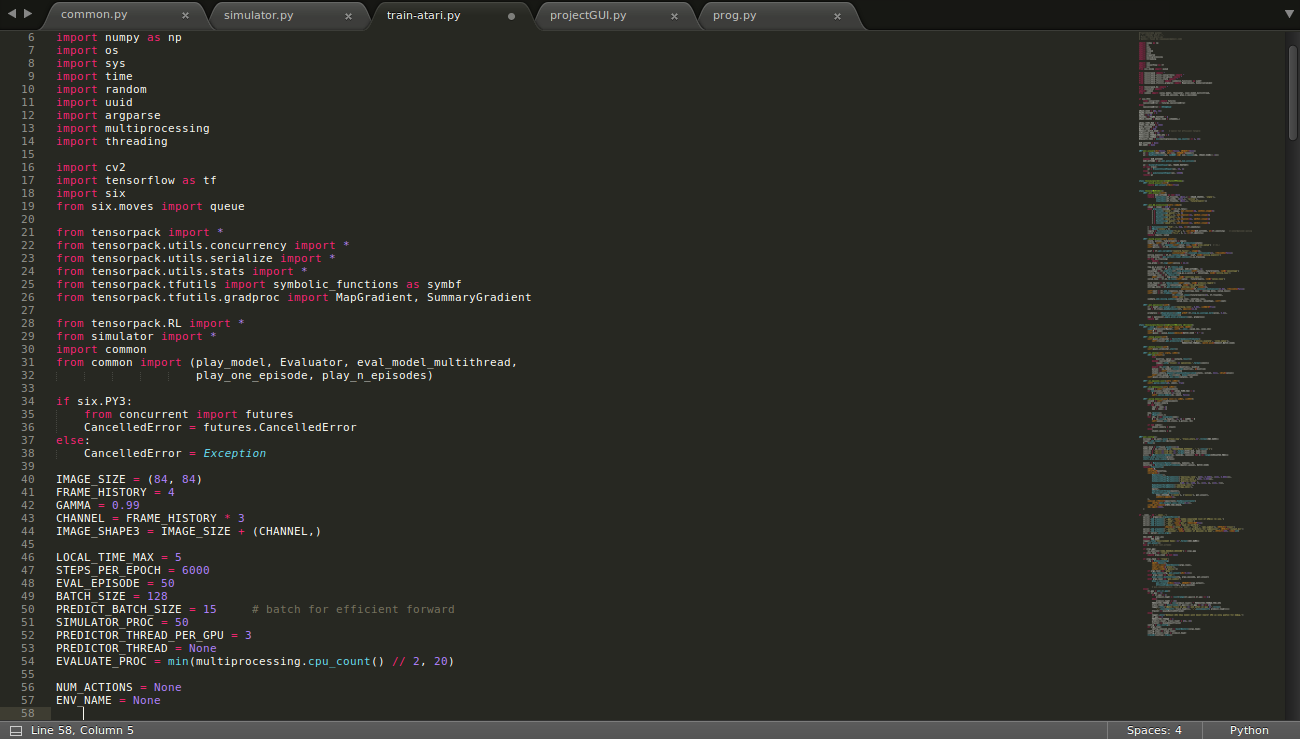 common.py × simulator.py × train-atari.py projectGUI.py × prog.py ×
6 import numpy as np
7 import os
8 import sys
9 import time
10 import random
11 import uuid
12 import argparse
13 import multiprocessing
14 import threading
15
16 import cv2
17 import tensorflow as tf
18 import six
19 from six.moves import queue
20
21 from tensorpack import *
22 from tensorpack.utils.concurrency import *
23 from tensorpack.utils.serialize import *
24 from tensorpack.utils.stats import *
25 from tensorpack.tfutils import symbolic_functions as symbf
26 from tensorpack.tfutils.gradproc import MapGradient, SummaryGradient
27
28 from tensorpack.RL import *
29 from simulator import *
30 import common
31 from common import (play_model, Evaluator, eval_model_multithread,
32                     play_one_episode, play_n_episodes)
33
34 if six.PY3:
35     from concurrent import futures
36     CancelledError = futures.CancelledError
37 else:
38     CancelledError = Exception
39
40 IMAGE_SIZE = (84, 84)
41 FRAME_HISTORY = 4
42 GAMMA = 0.99
43 CHANNEL = FRAME_HISTORY * 3
44 IMAGE_SHAPE3 = IMAGE_SIZE + (CHANNEL,)
45
46 LOCAL_TIME_MAX = 5
47 STEPS_PER_EPOCH = 6000
48 EVAL_EPISODE = 50
49 BATCH_SIZE = 128
50 PREDICT_BATCH_SIZE = 15     # batch for efficient forward
51 SIMULATOR_PROC = 50
52 PREDICTOR_THREAD_PER_GPU = 3
53 PREDICTOR_THREAD = None
54 EVALUATE_PROC = min(multiprocessing.cpu_count() // 2, 20)
55
56 NUM_ACTIONS = None
57 ENV_NAME = None
58
Line 58, Column 5 Spaces: 4 Python